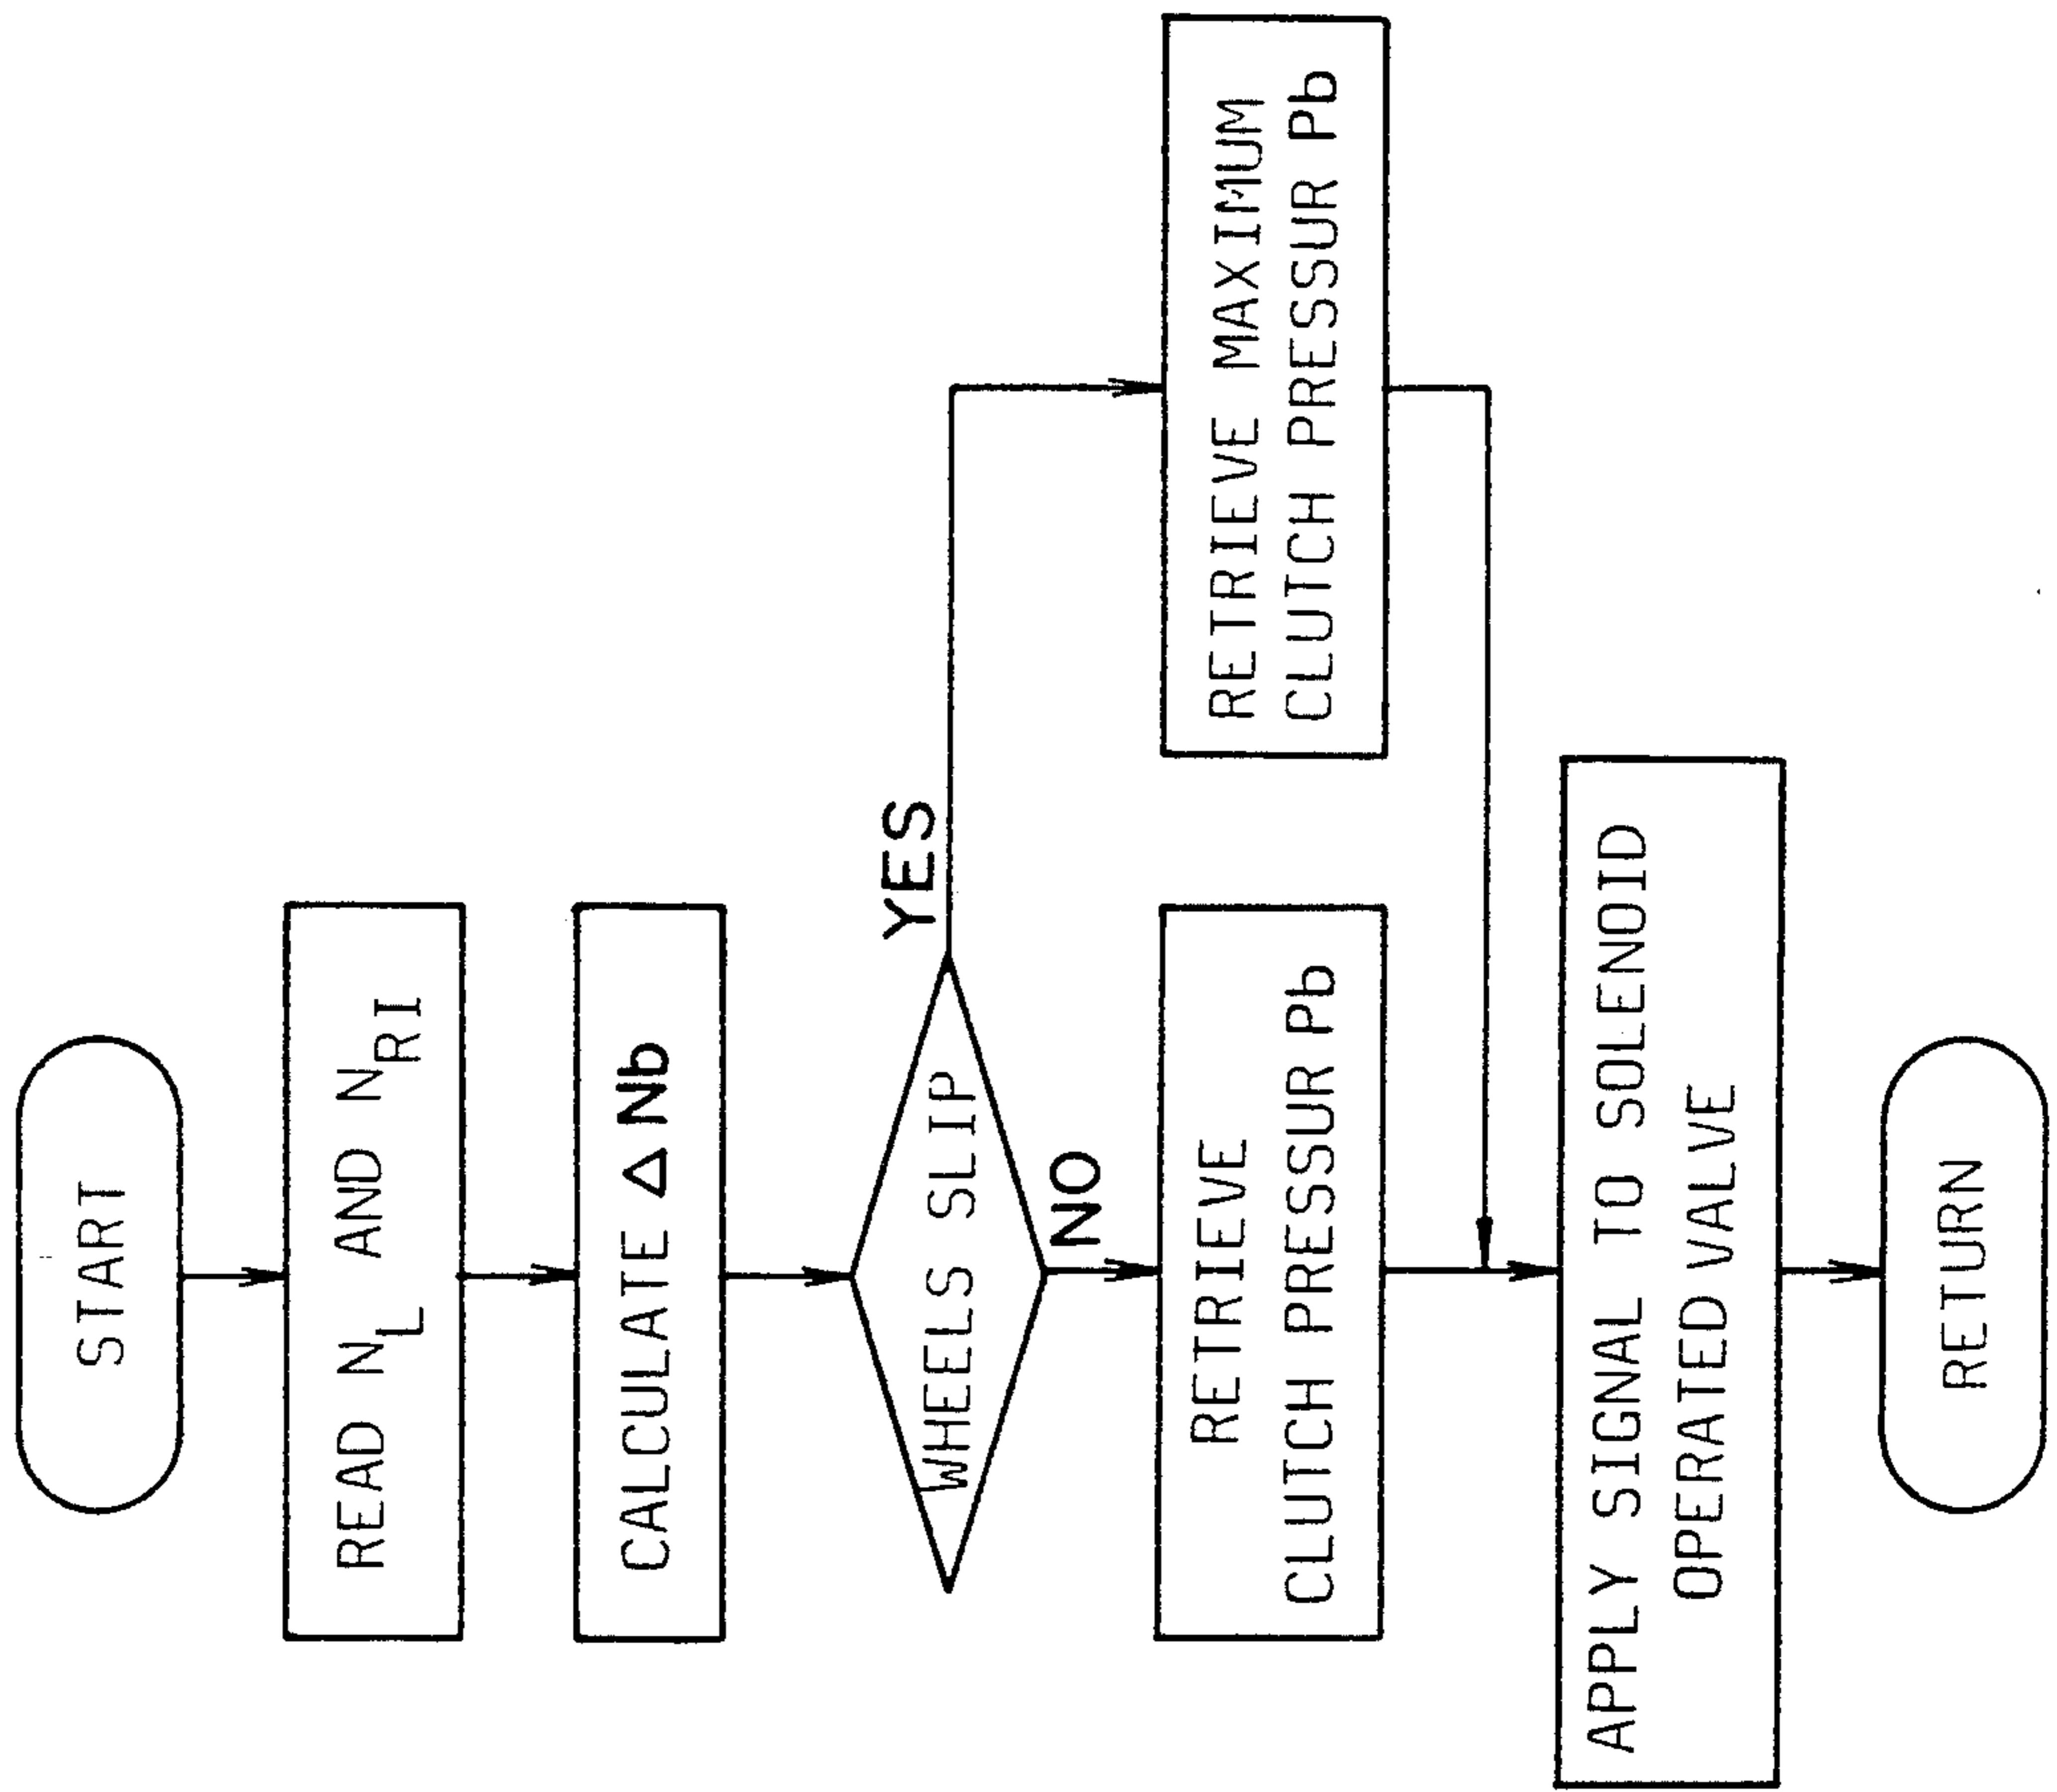 START
READ N_L AND N_RI
CALCULATE △Nb
WHEELS SLIP
YES
NO
RETRIEVE
CLUTCH PRESSUR Pb
RETRIEVE MAXIMUM
CLUTCH PRESSUR Pb
APPLY SIGNAL TO SOLENOID
OPERATED VALVE
RETURN